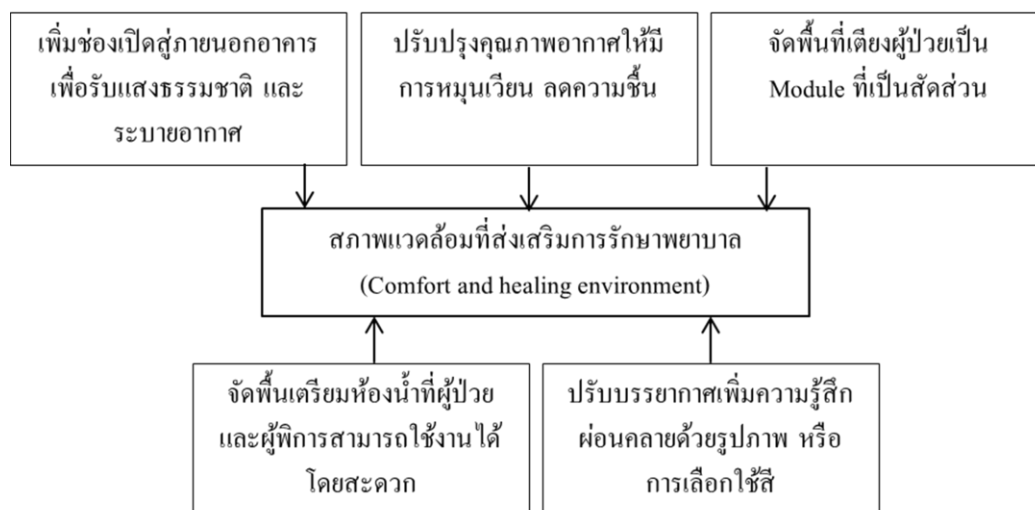 เพิ่มช่องเปิดสู่ภายนอกอาคาร
เพื่อรับแสงธรรมชาติ และ
ระบายอากาศ
ปรับปรุงคุณภาพอากาศให้มี
การหมุนเวียน ลดความชื้น
จัดพื้นที่เตียงผู้ป่วยเป็น
Module ที่เป็นสัดส่วน
สภาพแวดล้อมที่ส่งเสริมการรักษาพยาบาล
(Comfort and healing environment)
จัดพื้นเตรียมห้องน้ำที่ผู้ป่วย
และผู้พิการสามารถใช้งานได้
โดยสะดวก
ปรับบรรยากาศเพิ่มความรู้สึก
ผ่อนคลายด้วยรูปภาพ หรือ
การเลือกใช้สี